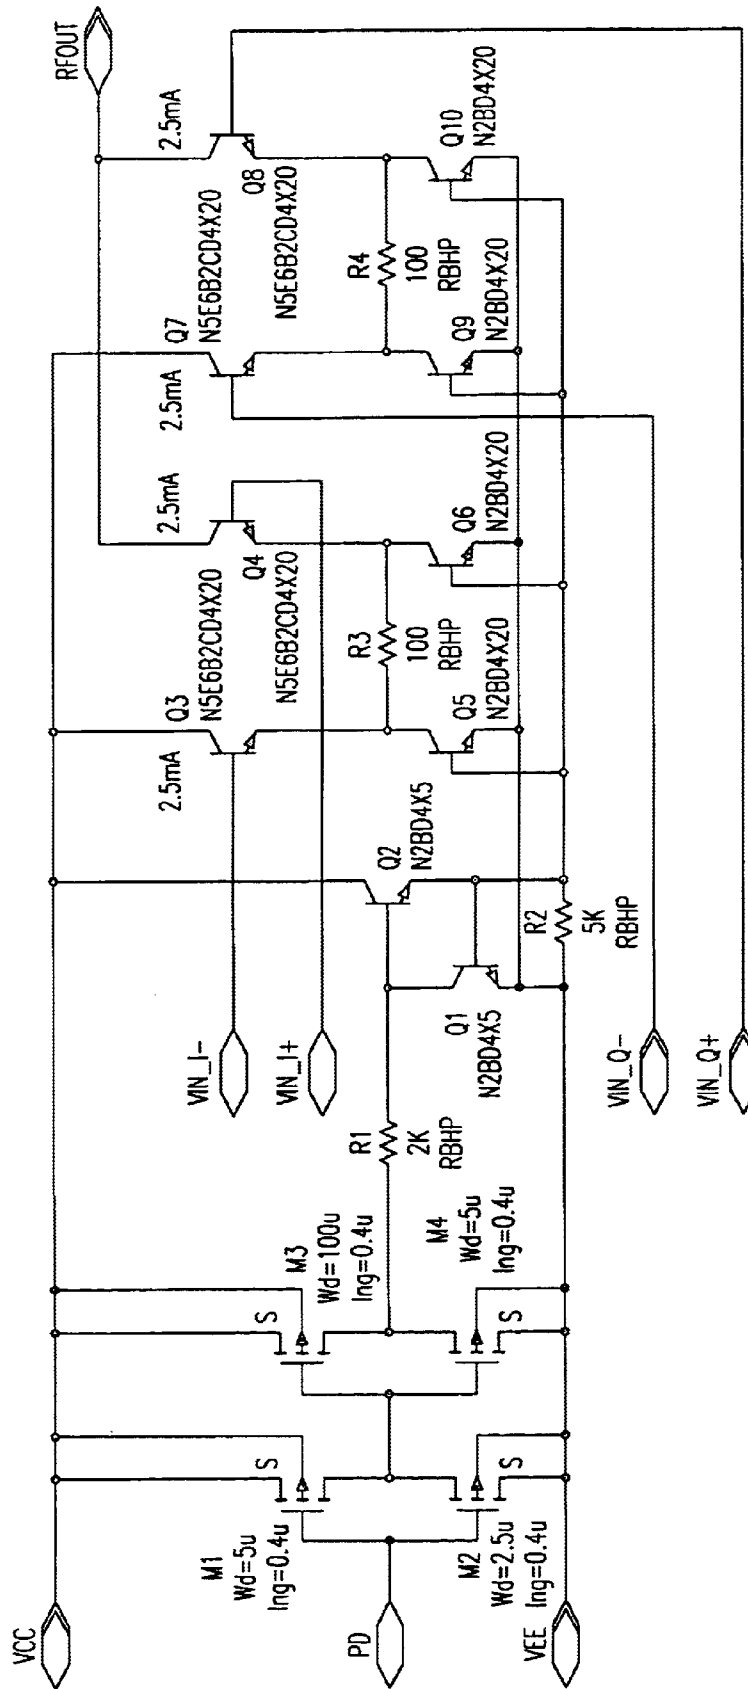 VCC
PD
VEE
M1
Wd=5u
lng=0.4u
S
M2
Wd=2.5u
lng=0.4u
M3
Wd=100u
lng=0.4u
S
M4
Wd=5u
lng=0.4u
S
R1
2K
RBHP
VIN_I-
VIN_I+
Q1
N2BD4X5
Q2
N2BD4X5
R2
5K
RBHP
VIN_Q-
VIN_Q+
Q3
N5E6B2CD4X20
2.5mA
Q4
N5E6B2CD4X20
2.5mA
R3
100
RBHP
Q5
N2BD4X20
Q6
N2BD4X20
Q7
N5E6B2CD4X20
2.5mA
Q8
N5E6B2CD4X20
2.5mA
R4
100
RBHP
Q9
N2BD4X20
Q10
N2BD4X20
RFOUT